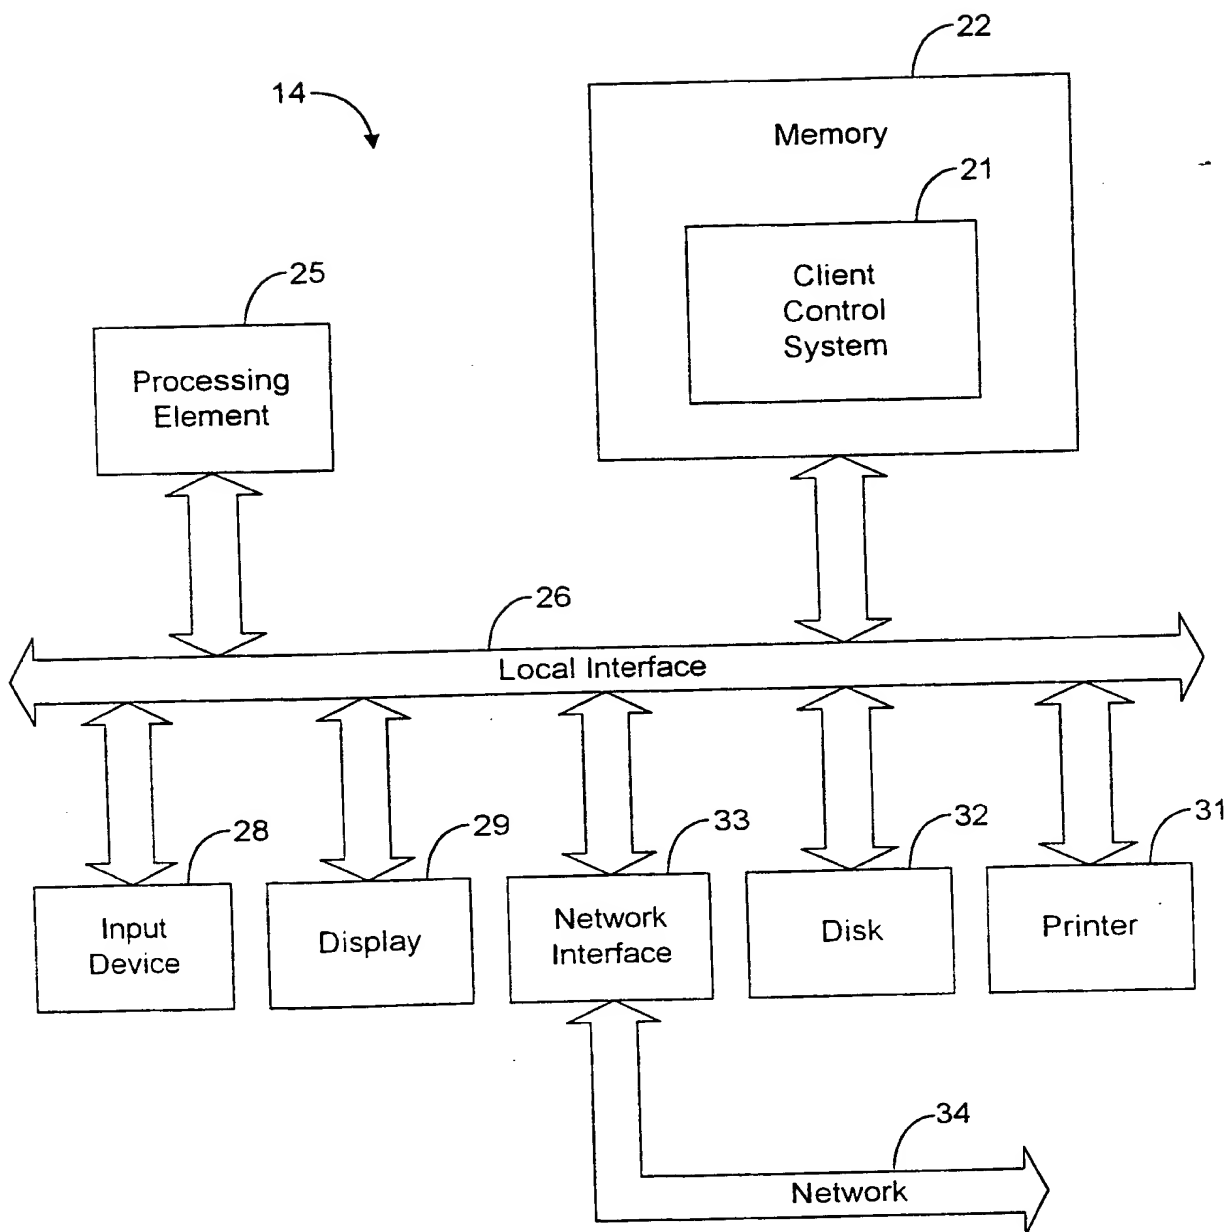 22
14
Memory
21
Client
Control
System
25
Processing
Element
26
Local Interface
28
29
33
32
31
Input
Device
Display
Network
Interface
Disk
Printer
34
Network